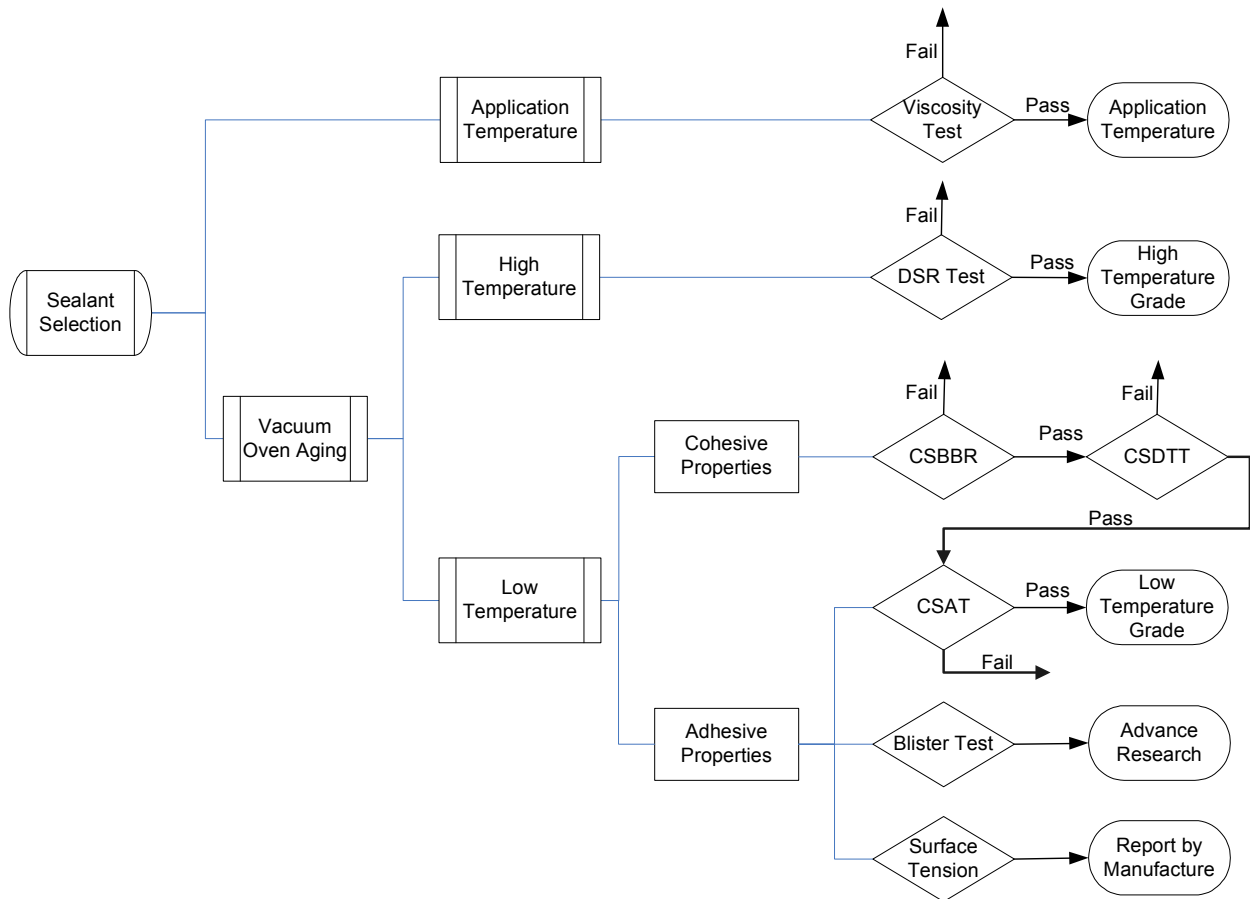 Fail
Application
Temperature
Viscosity
Test
Pass
Application
Temperature
Fail
High
Temperature
DSR Test
Pass
High
Temperature
Grade
Sealant
Selection
Vacuum
Oven Aging
Fail
Fail
Cohesive
Properties
CSBBR
Pass
CSDTT
Pass
Low
Temperature
CSAT
Pass
Low
Temperature
Grade
Fail
Adhesive
Properties
Blister Test
Advance
Research
Surface
Tension
Report by
Manufacture